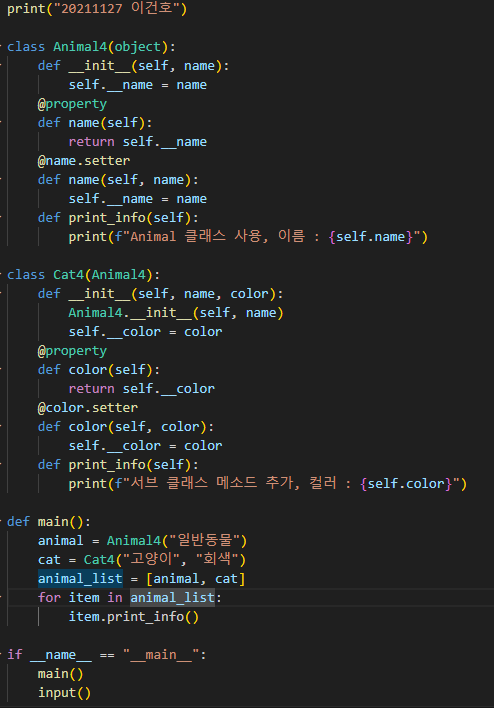 print("20211127 이건호")
class Animal4(object):
    def __init__(self, name):
        self.__name = name
    @property
    def name(self):
        return self.__name
    @name.setter
    def name(self, name):
        self.__name = name
    def print_info(self):
        print(f"Animal 클래스 사용, 이름 : {self.name}")
class Cat4(Animal4):
    def __init__(self, name, color):
        Animal4.__init__(self, name)
        self.__color = color
    @property
    def color(self):
        return self.__color
    @color.setter
    def color(self, color):
        self.__color = color
    def print_info(self):
        print(f"서브 클래스 메소드 추가, 컬러 : {self.color}")
def main():
    animal = Animal4("일반동물")
    cat = Cat4("고양이", "회색")
    animal_list = [animal, cat]
    for item in animal_list:
        item.print_info()
if __name__ == "__main__":
    main()
    input()